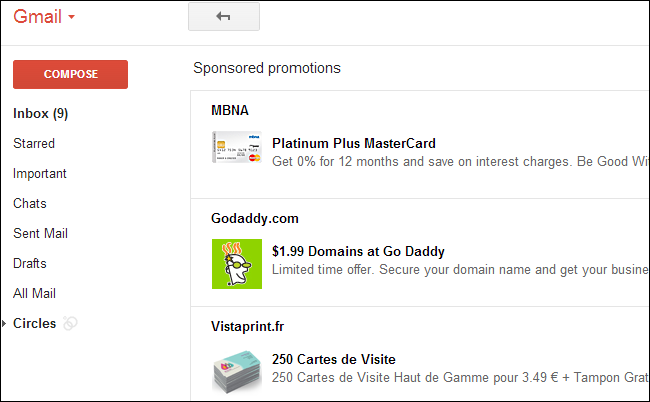 Gmail
COMPOSE
Inbox (9)
Starred
Important
Chats
Sent Mail
Drafts
All Mail
Circles
Sponsored promotions
MBNA
Platinum Plus MasterCard
Get 0% for 12 months and save on interest charges. Be Good Wi
Godaddy.com
$1.99 Domains at Go Daddy
Limited time offer. Secure your domain name and get your busine
Vistaprint.fr
250 Cartes de Visite
250 Cartes de Visite Haut de Gamme pour 3.49 € + Tampon Grat